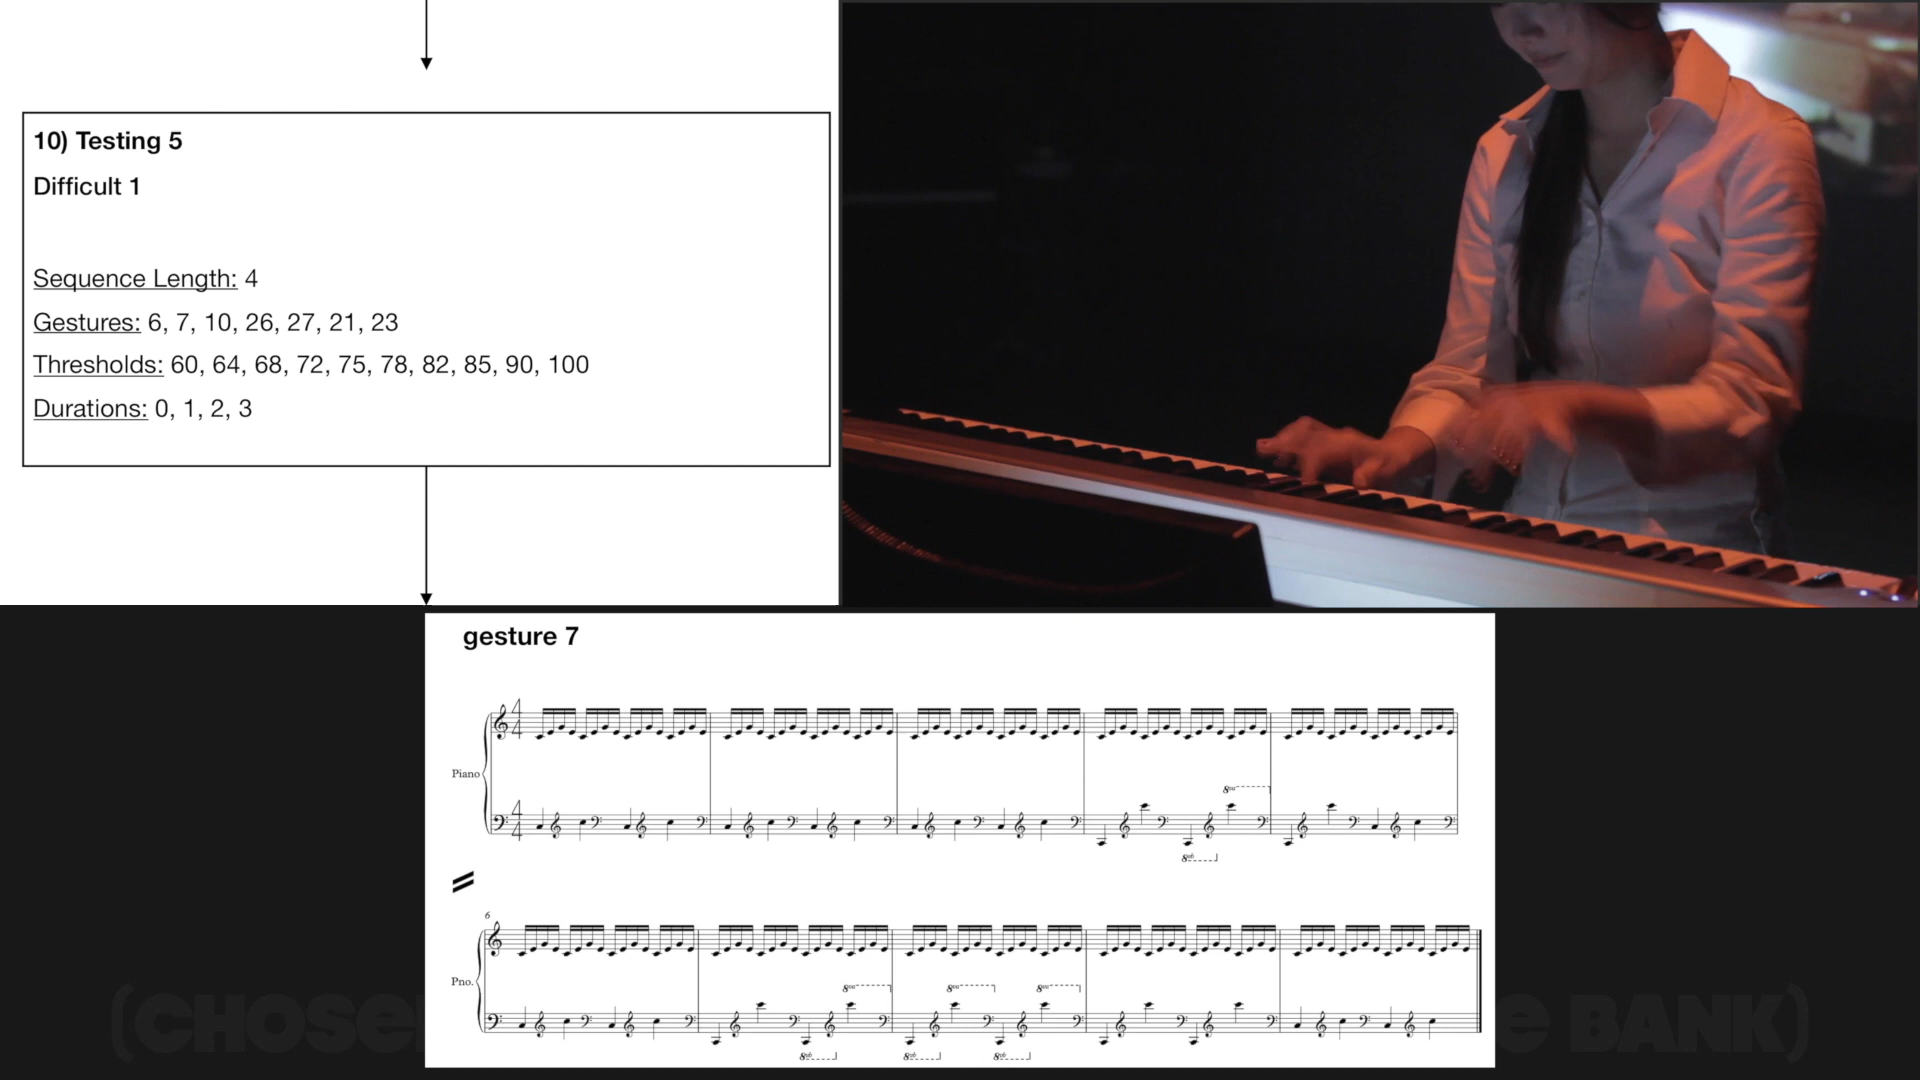 10) Testing 5
Difficult 1
Sequence Length: 4
Gestures: 6, 7, 10, 26, 27, 21, 23
Thresholds: 60, 64, 68, 72, 75, 78, 82, 85, 90, 100
Durations: 0, 1, 2, 3
gesture 7
Piano
6
Pno.
BANK)